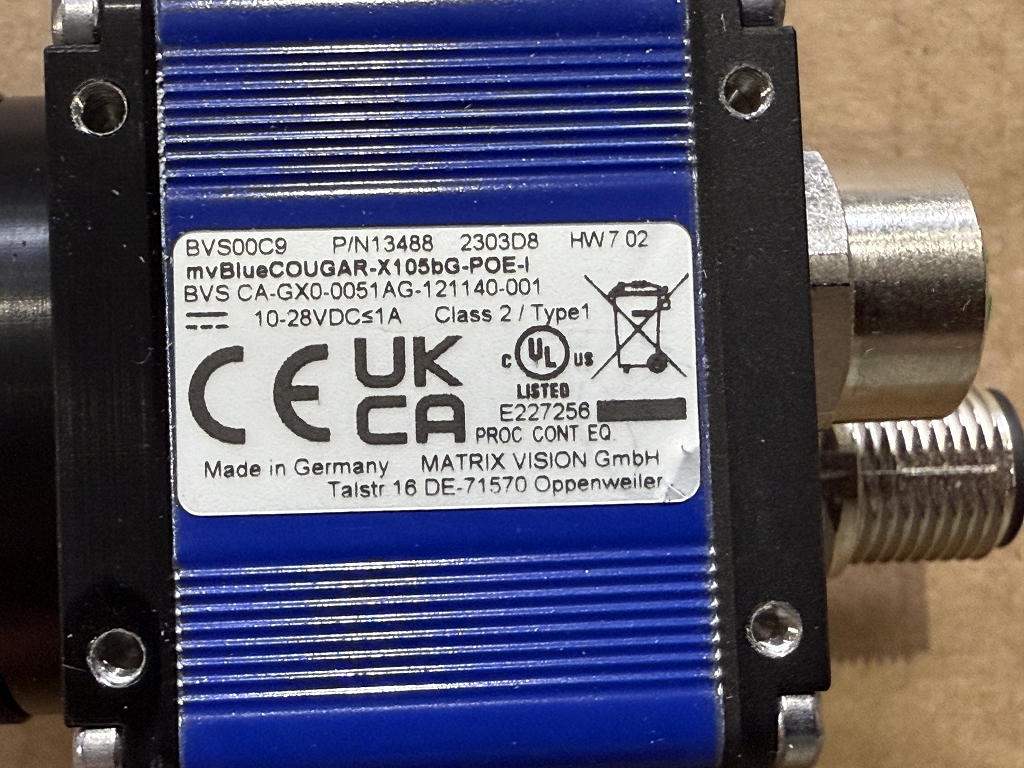 BVS00C9 P/N13488 2303D8 HW 7.02
mvBlueCOUGAR-X105bG-POE-I
BVS CA-GX0-0051AG-121140-001
10-28VDC≤1A Class 2 / Type1
CE UK CA
C UL US
LISTED
E227256
PROC CONT EQ.
Made in Germany MATRIX VISION GmbH
Talstr 16 DE-71570 Oppenweiler